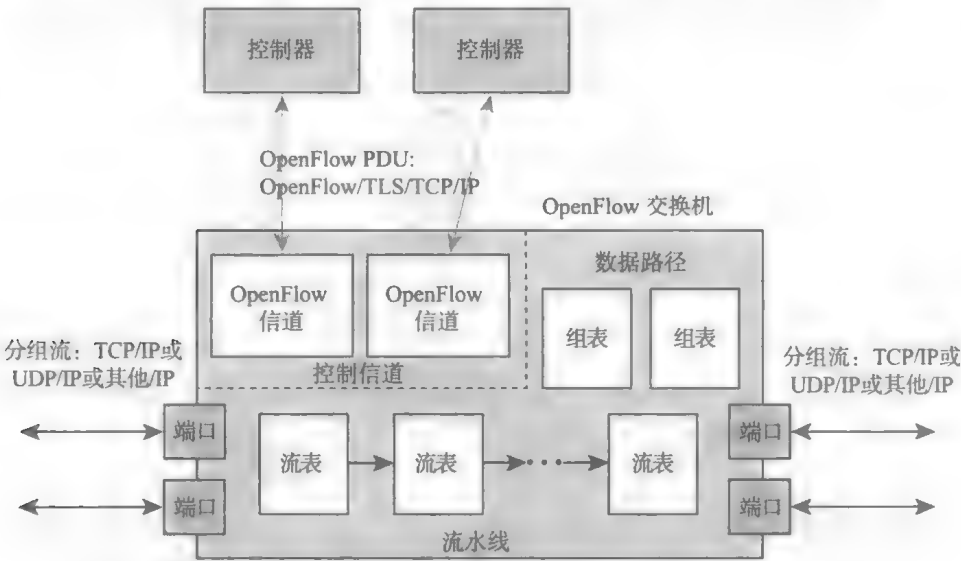 控制器
控制器
OpenFlow PDU:
OpenFlow/TLS/TCP/IP
OpenFlow 交换机
OpenFlow
信道
OpenFlow
信道
控制信道
数据路径
组表
组表
分组流：TCP/IP或
UDP/IP或其他/IP
分组流：TCP/IP或
UDP/IP或其他/IP
端口
端口
流表
流表
···
流表
端口
端口
流水线